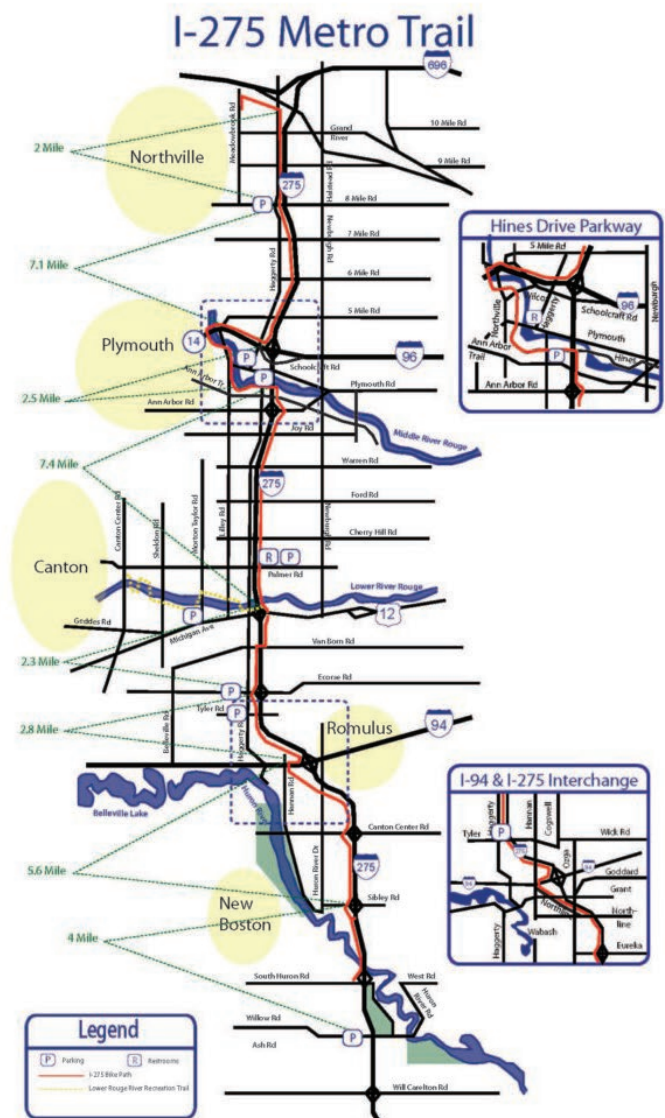 I-275 Metro Trail
696
Meadowbrook Rd
10 Mile Rd
Grand
River
2 Mile
9 Mile Rd
Northville
Halstead Rd
275
P
8 Mile Rd
Newburgh Rd
7 Mile Rd
Haggerty Rd
7.1 Mile
6 Mile Rd
5 Mile Rd
Plymouth
14
P
Schoolcraft Rd
96
P
Ann Arbor Tr.
Plymouth Rd
2.5 Mile
Ann Arbor Rd
Joy Rd
Middle River Rouge
Warren Rd
7.4 Mile
275
Canton Center Rd
Sheldon Rd
Morton Taylor Rd
Lilley Rd
Newburgh Rd
Ford Rd
Cherry Hill Rd
R P
Canton
Palmer Rd
Lower River Rouge
P
12
Geddes Rd
Michigan Ave
Van Born Rd
2.3 Mile
Ecorse Rd
P
Tyler Rd
P
2.8 Mile
Belleville Rd
Haggerty R
Romulus
94
Hannan Rd
Huron River
Belleville Lake
Canton Center Rd
Huron River Dr
275
5.6 Mile
New
Boston
Sibley Rd
4 Mile
South Huron Rd
West Rd
Huron
River Rd
Willow Rd
P
Ash Rd
Will Carelton Rd
Hines Drive Parkway
5 Mile Rd
Northville
Wilcox
Haggerty
96
Newburgh
Schoolcraft Rd
R
Plymouth
Ann Arbor
Trail
P
Hines
Ann Arbor Rd
I-94 & I-275 Interchange
Haggerty
Hannan
Cogswell
Tyler
P
Wick Rd
275
Ozga
94
Goddard
94
Grant
Northline
North-
line
Haggerty
Wabash
Eureka
Legend
P Parking
R Restrooms
I-275 Bike Path
Lower Rouge River Recreation Trail